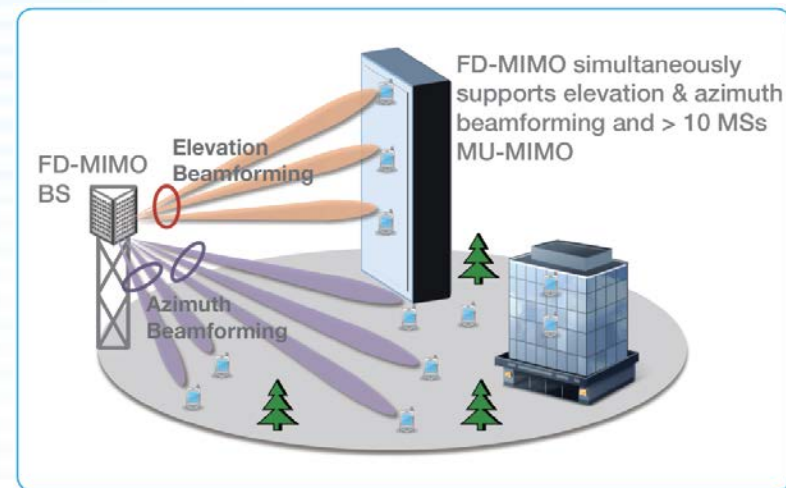 FD-MIMO simultaneously
supports elevation & azimuth
beamforming and > 10 MSs
MU-MIMO
Elevation
Beamforming
FD-MIMO
BS
Azimuth
Beamforming